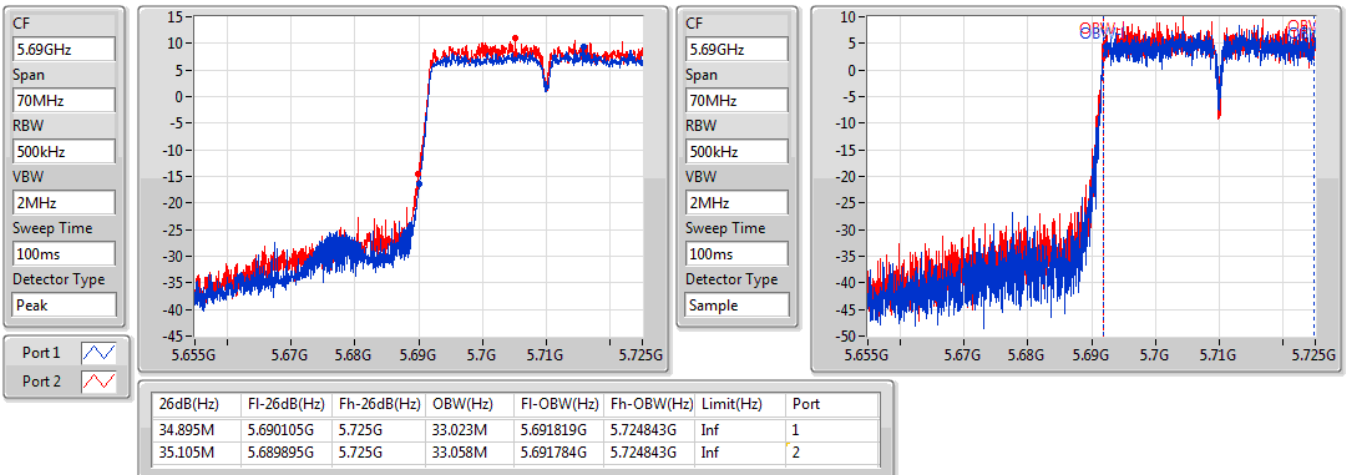 CF
5.69GHz
Span
70MHz
RBW
500kHz
VBW
2MHz
Sweep Time
100ms
Detector Type
Peak
Port 1
Port 2
15
10
5
0
-5
-10
-15
-20
-25
-30
-35
-40
-45
5.655G 5.67G 5.68G 5.69G 5.7G 5.71G 5.725G
CF
5.69GHz
Span
70MHz
RBW
500kHz
VBW
2MHz
Sweep Time
100ms
Detector Type
Sample
10
5
0
-5
-10
-15
-20
-25
-30
-35
-40
-45
-50
OBW OBW
5.655G 5.67G 5.68G 5.69G 5.7G 5.71G 5.725G
26dB(Hz) Fl-26dB(Hz) Fh-26dB(Hz) OBW(Hz) Fl-OBW(Hz) Fh-OBW(Hz) Limit(Hz) Port
34.895M 5.690105G 5.725G 33.023M 5.691819G 5.724843G Inf 1
35.105M 5.689895G 5.725G 33.058M 5.691784G 5.724843G Inf 2